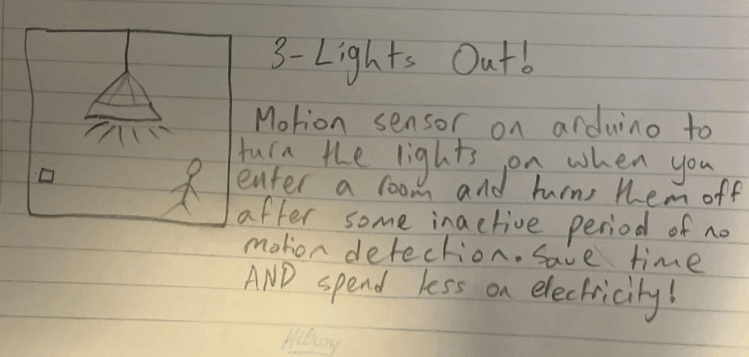 3-Lights Out!
Motion sensor on arduino to
turn the lights on when you
enter a room and turns them off
after some inactive period of no
motion detection. Save time
AND spend less on electricity!